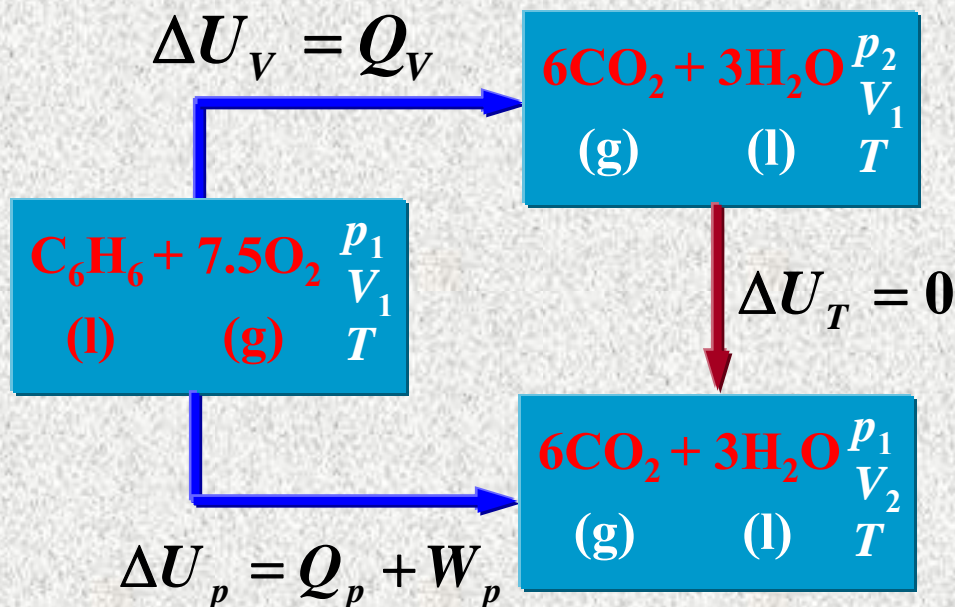 ΔU_V = Q_V
6CO₂ + 3H₂O p₂
V₁
(g) (l) T
C₆H₆ + 7.5O₂ p₁
V₁
(l) (g) T
ΔU_T = 0
6CO₂ + 3H₂O p₁
V₂
(g) (l) T
ΔU_p = Q_p + W_p